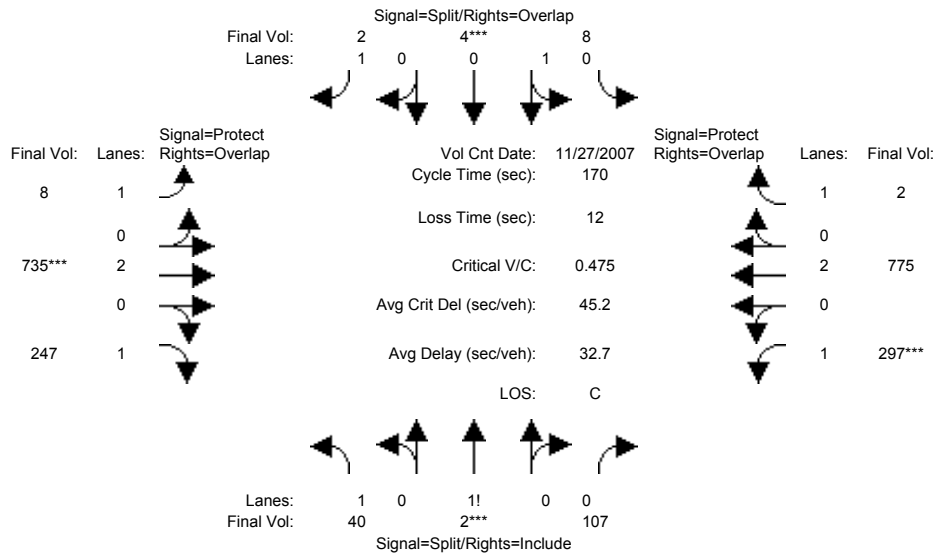 Signal=Split/Rights=Overlap
Final Vol: 2 4*** 8
Lanes: 1 0 0 1 0
Signal=Protect Signal=Protect
Final Vol: Lanes: Rights=Overlap Vol Cnt Date: 11/27/2007 Rights=Overlap Lanes: Final Vol:
Cycle Time (sec): 170
8 1 1 2
Loss Time (sec): 12
0 0
735*** 2 Critical V/C: 0.475 2 775
0 Avg Crit Del (sec/veh): 45.2 0
247 1 Avg Delay (sec/veh): 32.7 1 297***
LOS: C
Lanes: 1 0 1! 0 0
Final Vol: 40 2*** 107
Signal=Split/Rights=Include